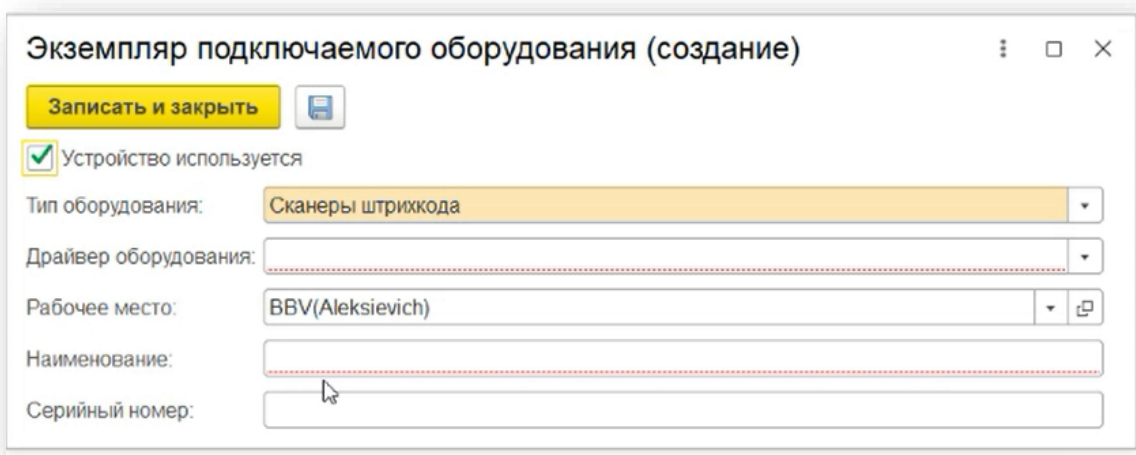 Экземпляр подключаемого оборудования (создание)
Записать и закрыть
Устройство используется
Тип оборудования: Сканеры штрихкода
Драйвер оборудования:
Рабочее место: BBV(Aleksievich)
Наименование:
Серийный номер: